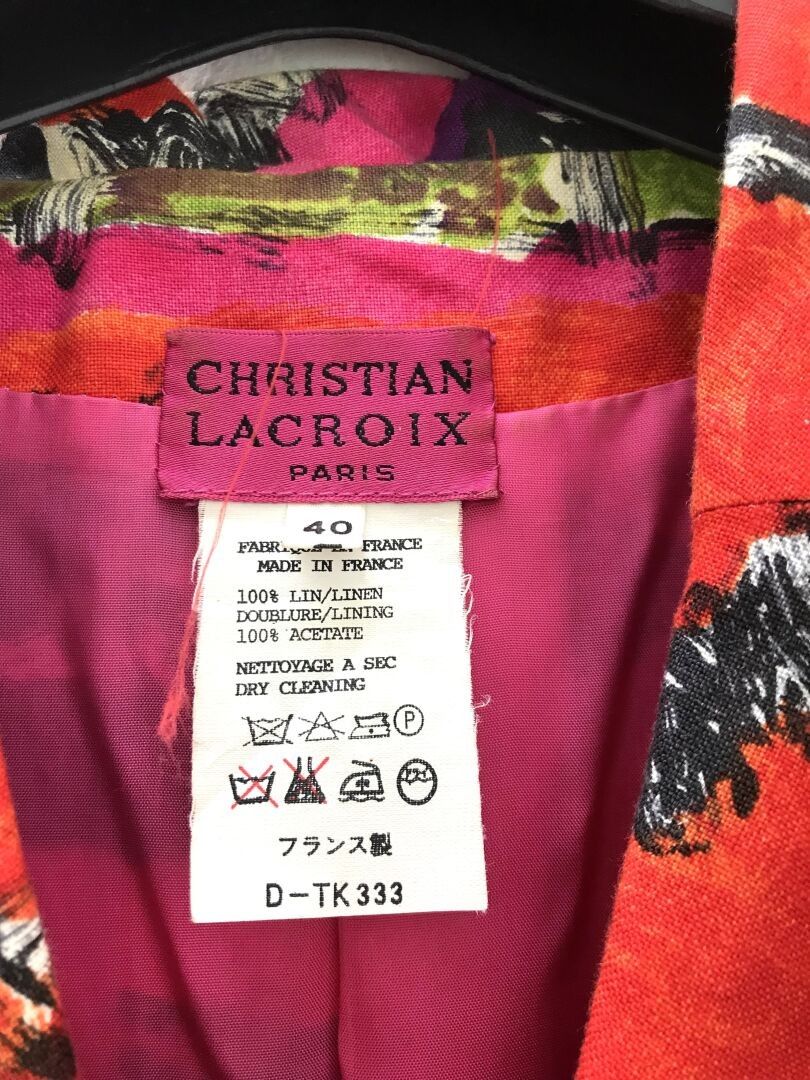 CHRISTIAN
LACROIX
PARIS
40
FRANCE
MADE IN FRANCE
100% LIN/LINEN
DOUBLURE/LINING
100% ACETATE
NETTOYAGE A SEC
DRY CLEANING
P
フランス製
D-TK333